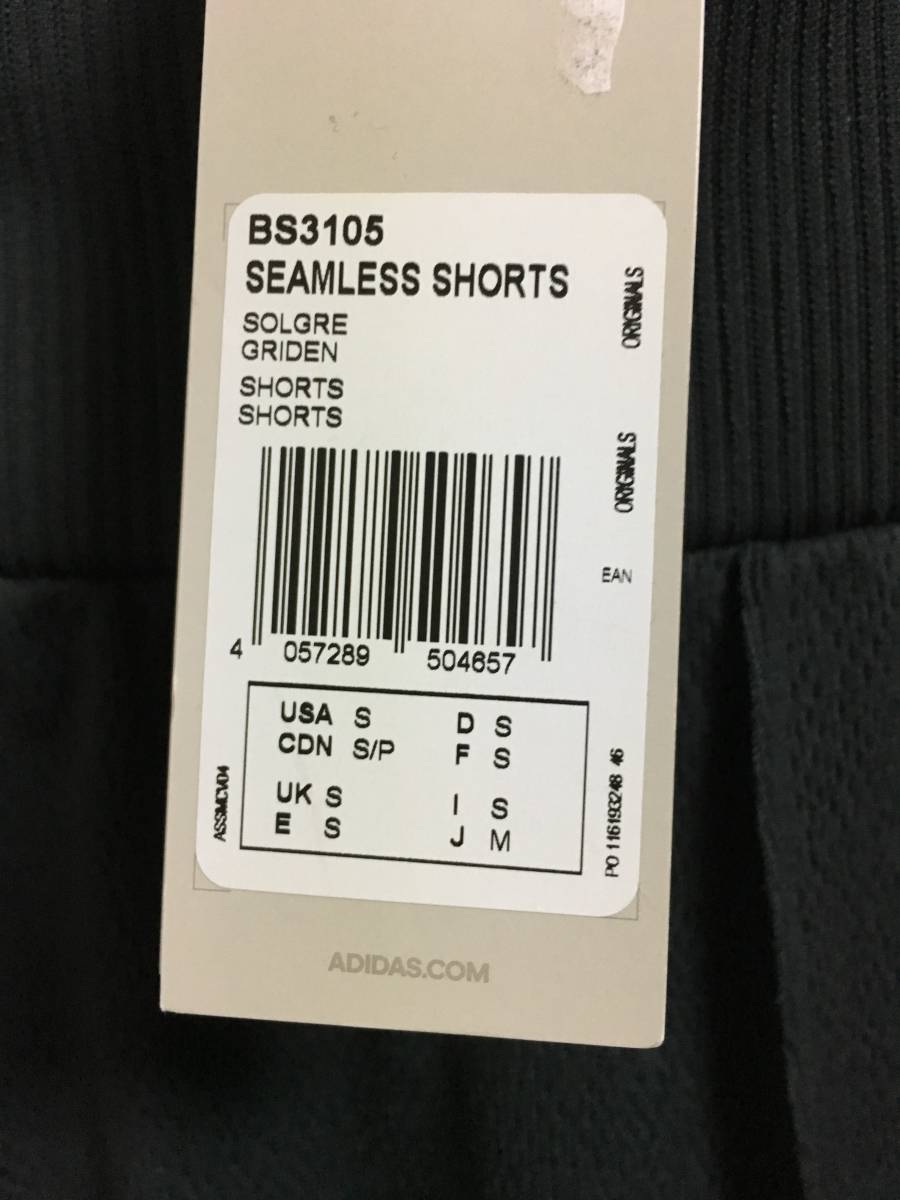 BS3105
SEAMLESS SHORTS
SOLGRE
GRIDEN
SHORTS
SHORTS
ORIGINALS
ORIGINALS
EAN
4 057289 504657
USA S D S
CDN S/P F S
UK S I S
E S J M
ASSMCV04
PO 116193248 46
ADIDAS.COM